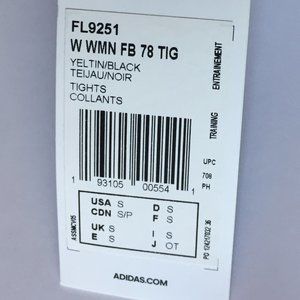 FL9251
W WMN FB 78 TIG
YELTIN/BLACK
TEIJAU/NOIR
TIGHTS
COLLANTS
TRAINING
ENTRAINEMENT
UPC
708
PH
1 93105 00554 1
USA S D S
CDN S/P F S
UK S I S
E S J OT
ADIDAS.COM